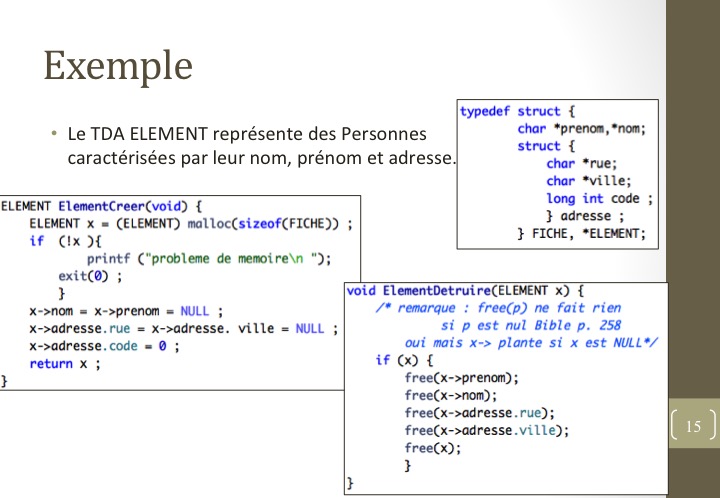 Exemple
• Le TDA ELEMENT représente des Personnes
caractérisées par leur nom, prénom et adresse.
typedef struct {
char *prenom,*nom;
struct {
char *rue;
char *ville;
long int code ;
} adresse ;
} FICHE, *ELEMENT;
ELEMENT ElementCreer(void) {
ELEMENT x = (ELEMENT) malloc(sizeof(FICHE)) ;
if (!x ){
printf ("probleme de memoire\n ");
exit(0) ;
}
x->nom = x->prenom = NULL ;
x->adresse.rue = x->adresse. ville = NULL ;
x->adresse.code = 0 ;
return x ;
}
void ElementDetruire(ELEMENT x) {
/* remarque : free(p) ne fait rien
si p est nul Bible p. 258
oui mais x-> plante si x est NULL*/
if (x) {
free(x->prenom);
free(x->nom);
free(x->adresse.rue);
free(x->adresse.ville);
free(x);
}
}
15